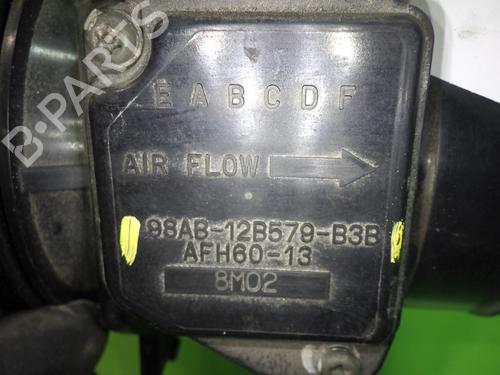 B-PARTS
E A B C D F
AIR FLOW
98AB-12B579-B3B
AFH60-13
8M02